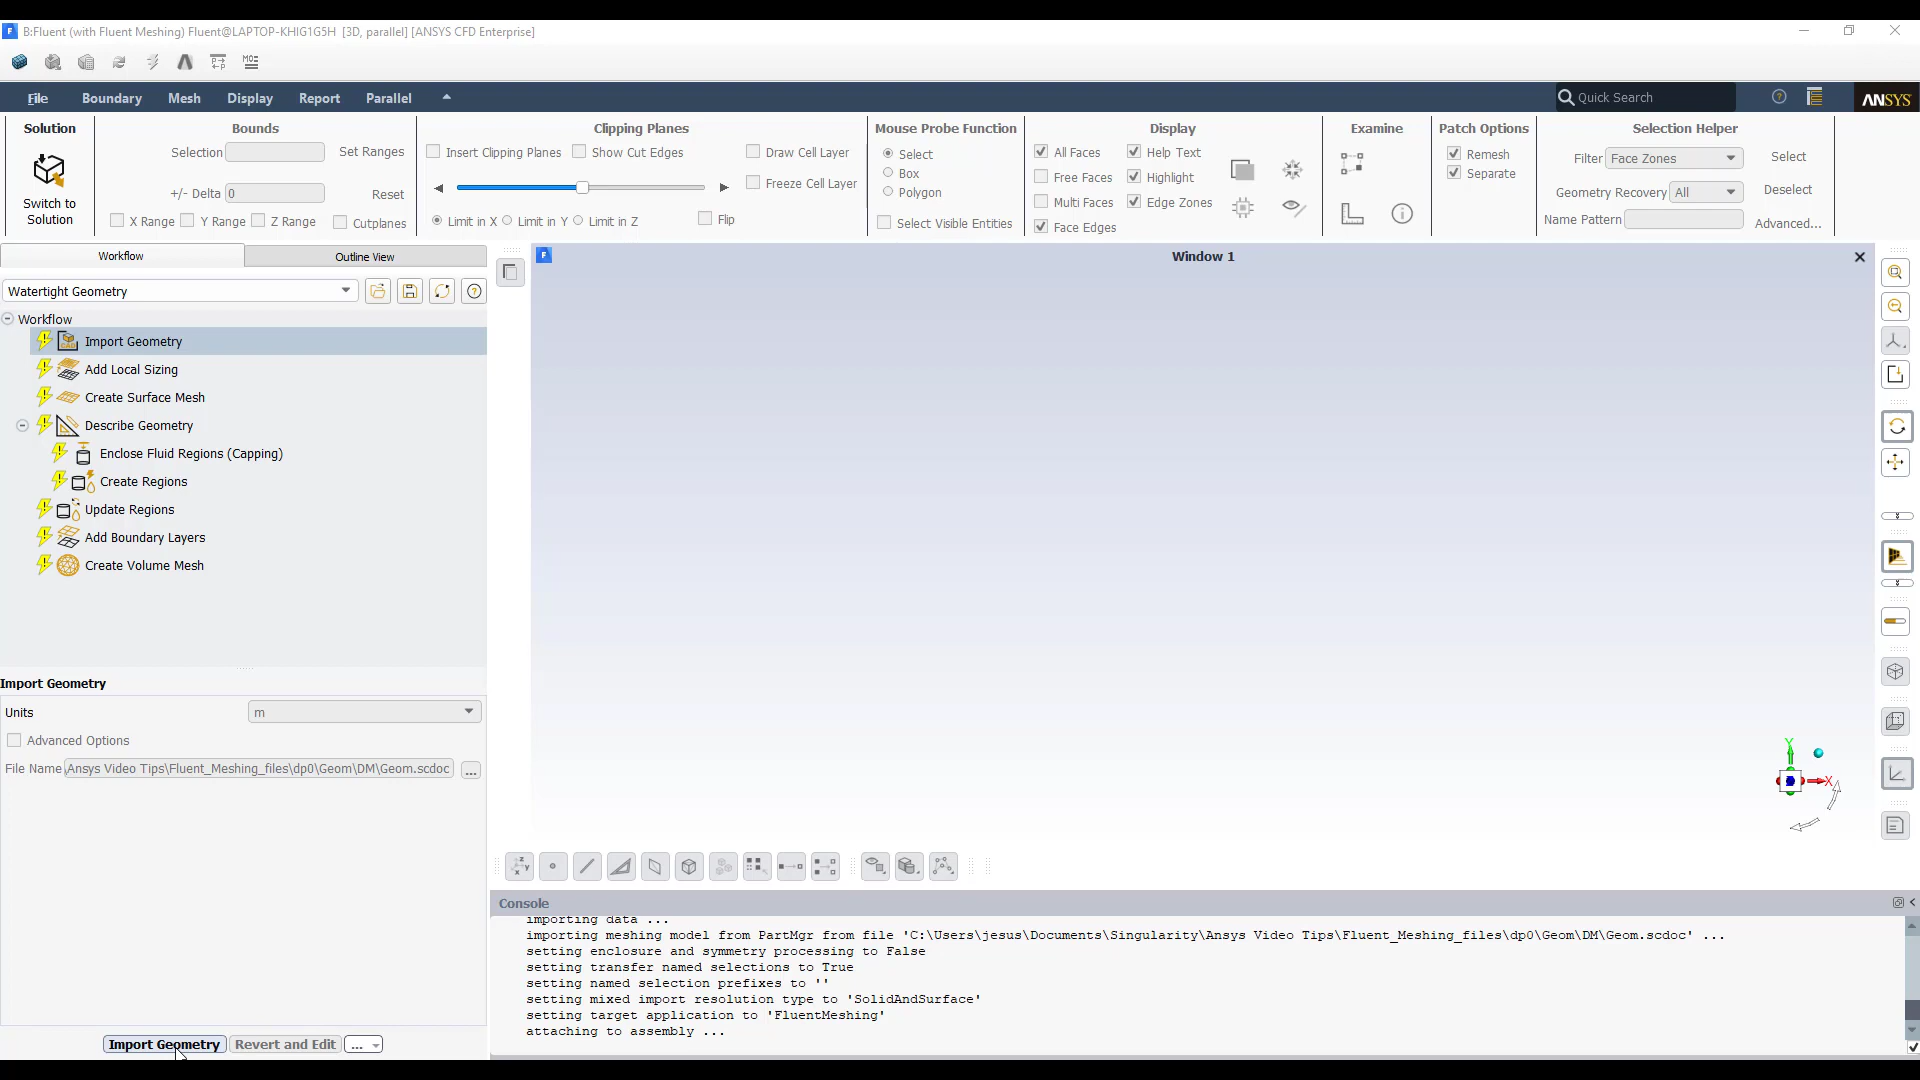 B:Fluent (with Fluent Meshing) Fluent@LAPTOP-KHIG1G5H [3D, parallel] [ANSYS CFD Enterprise]
File Boundary Mesh Display Report Parallel Quick Search ANSYS
Solution Bounds Clipping Planes Mouse Probe Function Display Examine Patch Options Selection Helper
Selection Set Ranges Insert Clipping Planes Show Cut Edges Draw Cell Layer Select All Faces Help Text Remesh Filter Face Zones Select
Box Free Faces Highlight Separate
+/- Delta 0 Reset Freeze Cell Layer Polygon Multi Faces Edge Zones Geometry Recovery All Deselect
Switch to
Solution
X Range Y Range Z Range Cutplanes Limit in X Limit in Y Limit in Z Flip Select Visible Entities Face Edges Name Pattern Advanced...
Workflow Outline View
Window 1
Watertight Geometry
Workflow
Import Geometry
Add Local Sizing
Create Surface Mesh
Describe Geometry
Enclose Fluid Regions (Capping)
Create Regions
Update Regions
Add Boundary Layers
Create Volume Mesh
Import Geometry
Units m
Advanced Options
File Name \Ansys Video Tips\Fluent_Meshing_files\dp0\Geom\DM\Geom.scdoc ...
Import Geometry Revert and Edit ...
Y
X
Console
importing data ...
importing meshing model from PartMgr from file 'C:\Users\jesus\Documents\Singularity\Ansys Video Tips\Fluent_Meshing_files\dp0\Geom\DM\Geom.scdoc' ...
setting enclosure and symmetry processing to False
setting transfer named selections to True
setting named selection prefixes to ''
setting mixed import resolution type to 'SolidAndSurface'
setting target application to 'FluentMeshing'
attaching to assembly ...